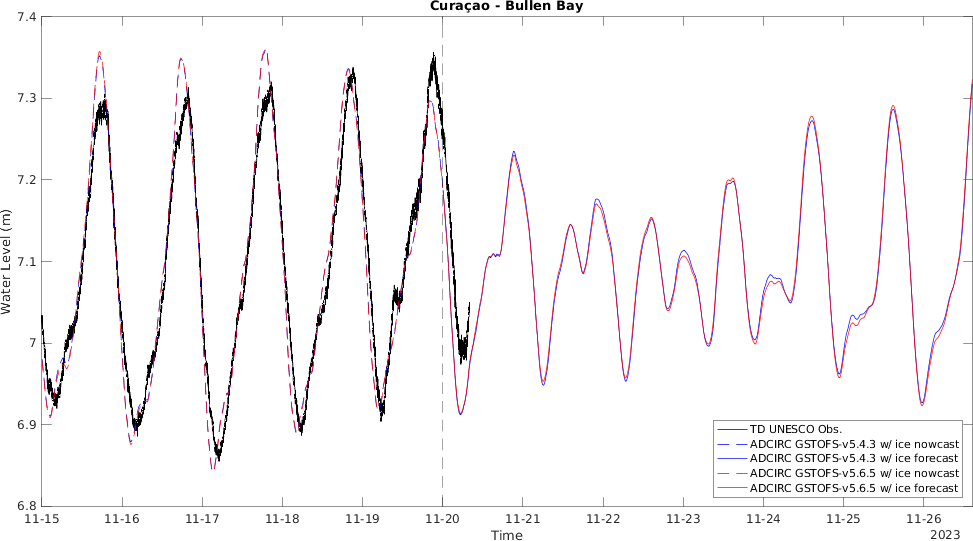 Curaçao - Bullen Bay
7.4
7.3
7.2
7.1
7
6.9
6.8
Water Level (m)
TD UNESCO Obs.
ADCIRC GSTOFS-v5.4.3 w/ ice nowcast
ADCIRC GSTOFS-v5.4.3 w/ ice forecast
ADCIRC GSTOFS-v5.6.5 w/ ice nowcast
ADCIRC GSTOFS-v5.6.5 w/ ice forecast
11-15 11-16 11-17 11-18 11-19 11-20 11-21 11-22 11-23 11-24 11-25 11-26
Time 2023